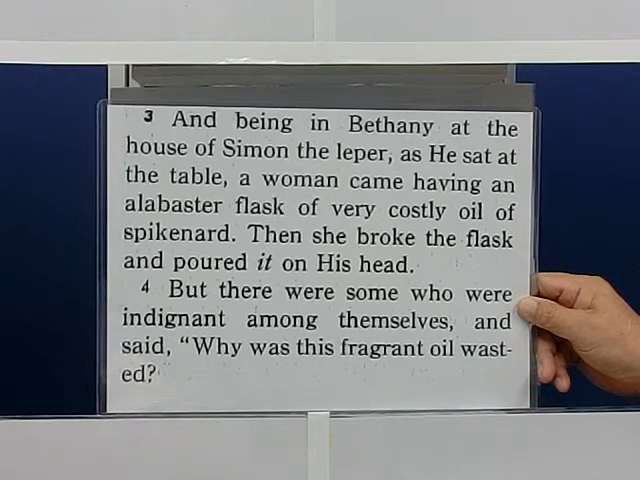 3 And being in Bethany at the
house of Simon the leper, as He sat at
the table, a woman came having an
alabaster flask of very costly oil of
spikenard. Then she broke the flask
and poured it on His head.
4 But there were some who were
indignant among themselves, and
said, “Why was this fragrant oil wast-
ed?